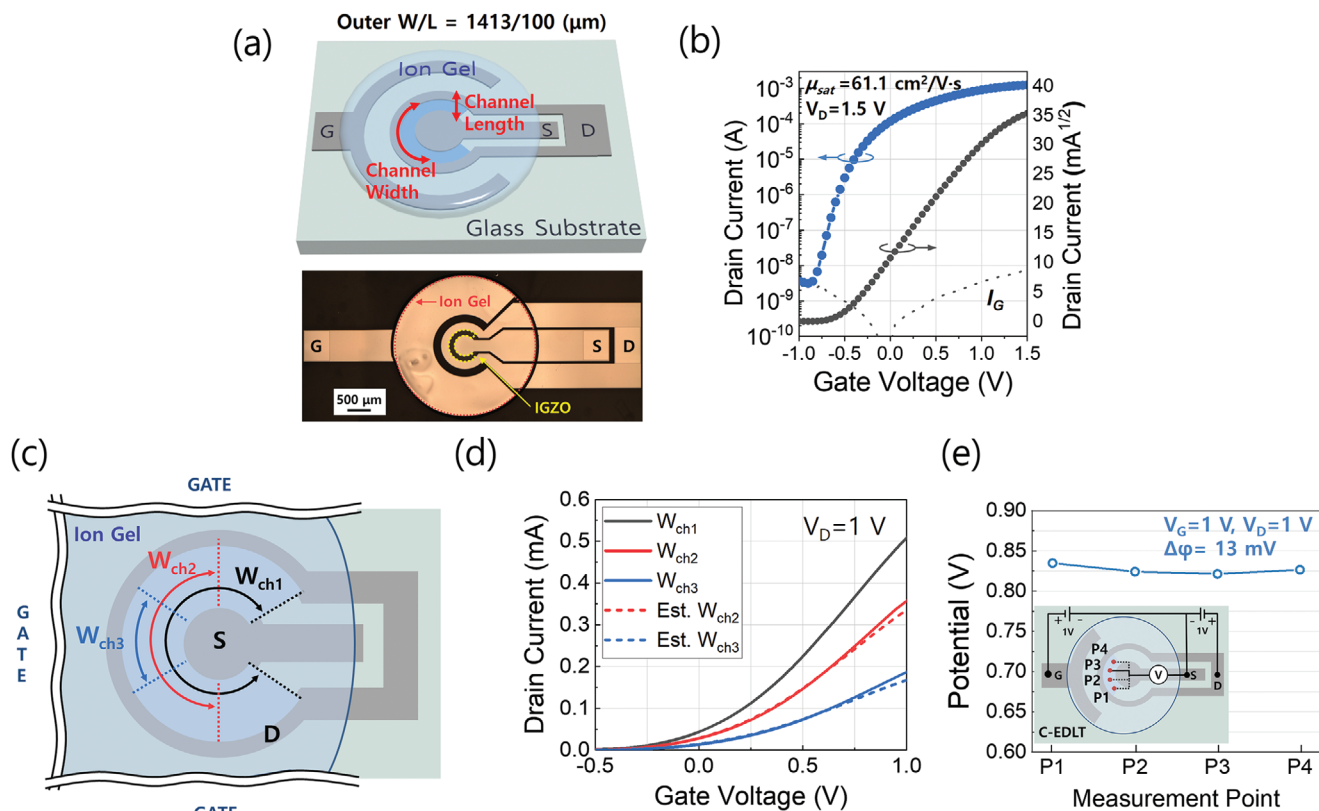 Outer W/L = 1413/100 (μm)
(a)
Ion Gel
Channel
Length
G
S
D
Channel
Width
Glass Substrate
Ion Gel
G
S
D
500 μm
IGZO
(b)
μsat =61.1 cm²/V·s
VD=1.5 V
IG
10⁻³
10⁻⁴
10⁻⁵
10⁻⁶
10⁻⁷
10⁻⁸
10⁻⁹
10⁻¹⁰
40
35
30
20
10
5
0
-1.0
-0.5
0.0
0.5
1.0
1.5
Drain Current (A)
Drain Current (mA^1/2)
Gate Voltage (V)
(c)
GATE
Ion Gel
Wch2
Wch1
Wch3
S
D
GATE
GATE
(d)
0.6
0.5
0.4
0.3
0.2
0.1
0.0
Wch1
Wch2
Wch3
Est. Wch2
Est. Wch3
VD=1 V
-0.5
0.0
0.5
1.0
Drain Current (mA)
Gate Voltage (V)
(e)
0.90
0.85
0.80
0.75
0.70
0.65
0.60
VG=1 V, VD=1 V
Δφ= 13 mV
+
-
1V
-
+
1V
P4
P3
P2
P1
G
V
S
D
C-EDLT
P1
P2
P3
P4
Potential (V)
Measurement Point